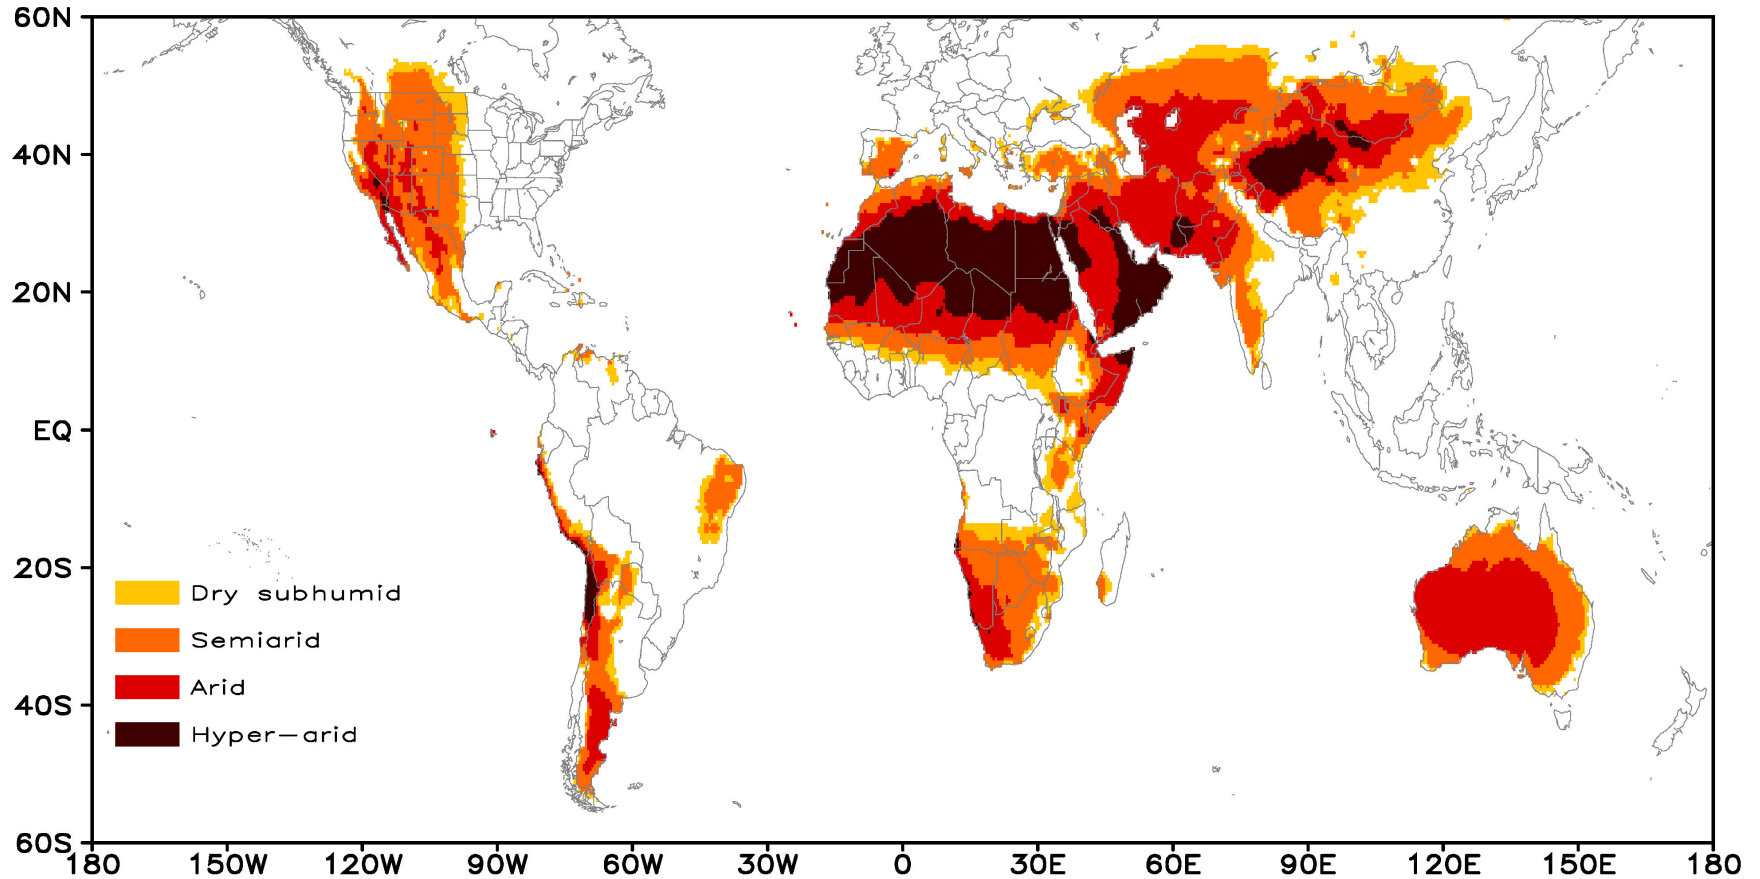 60N
40N
20N
EQ
20S
40S
60S
Dry subhumid
Semiarid
Arid
Hyper-arid
180 150W 120W 90W 60W 30W 0 30E 60E 90E 120E 150E 180